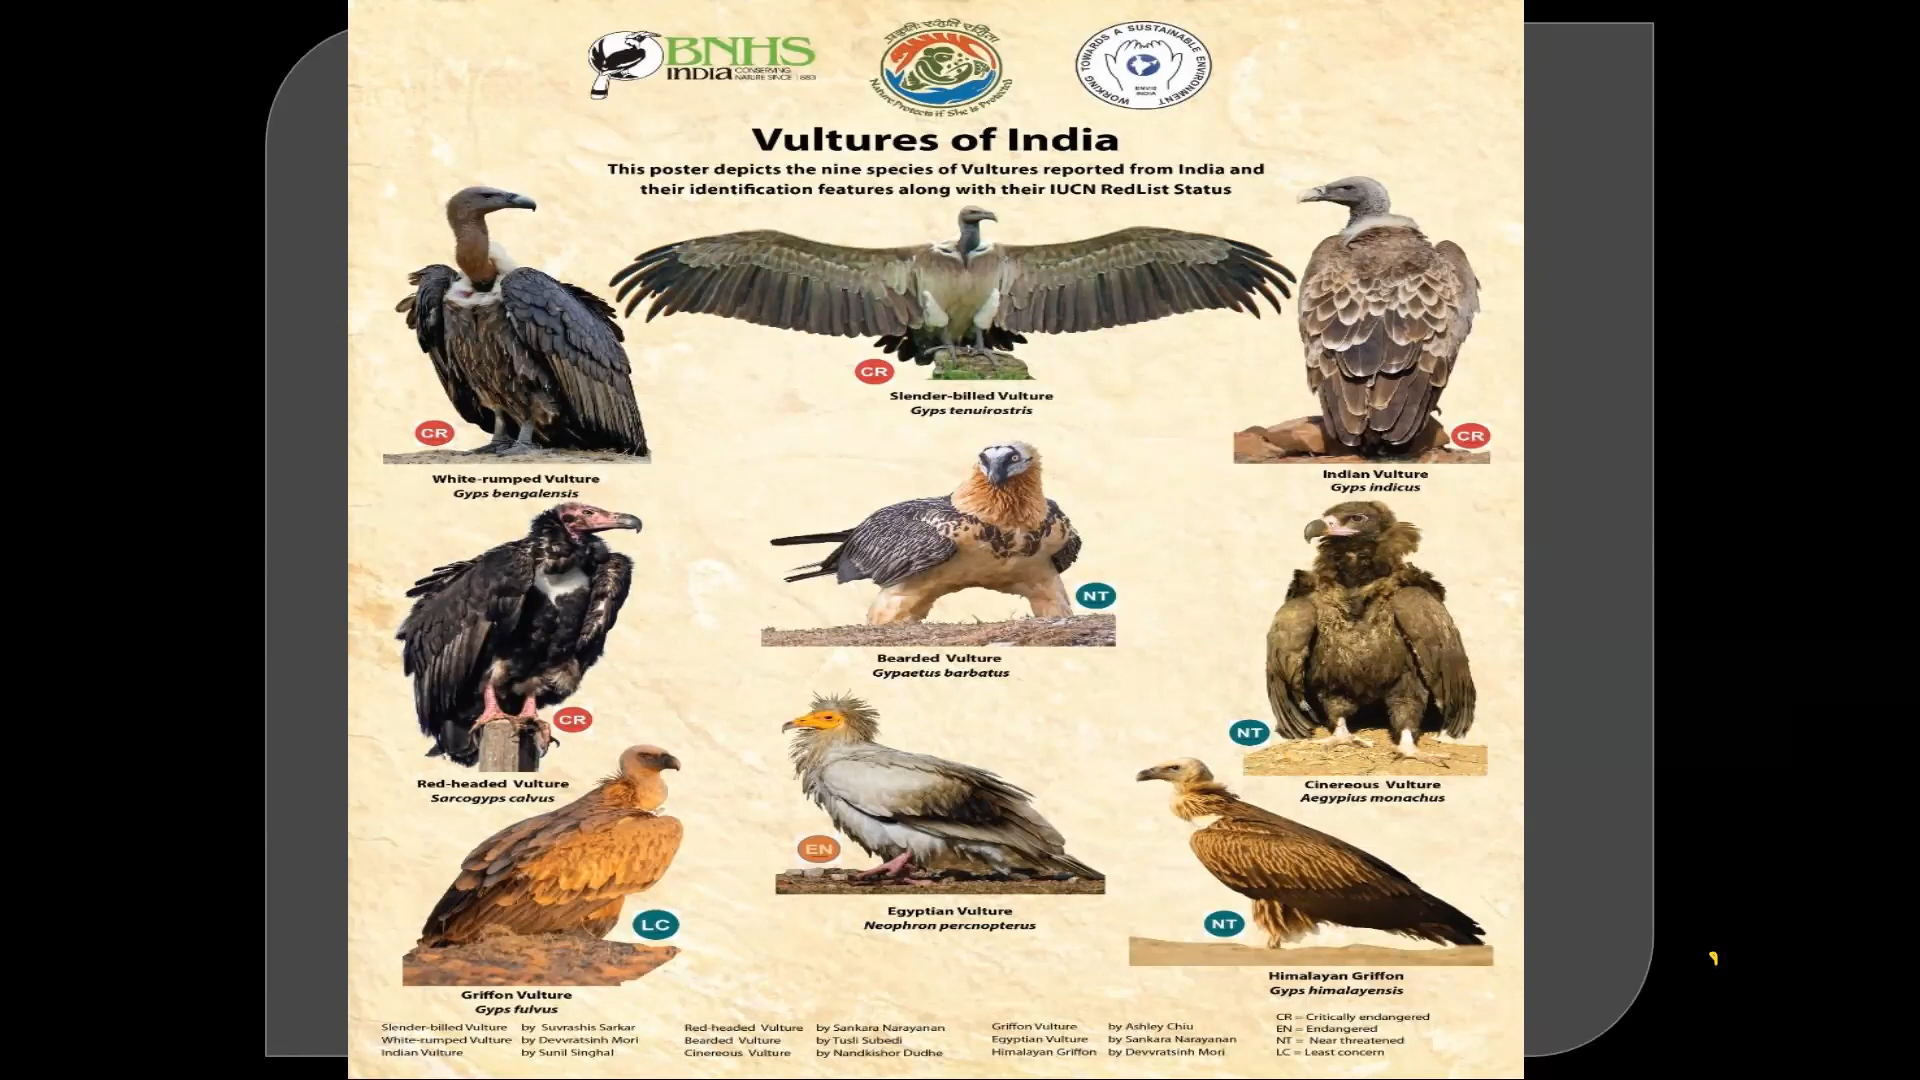 BNHS
INDIA CONSERVING
NATURE SINCE 1883
प्रकृतिः रक्षति रक्षिता
Nature Protects if She is Protected
WORKING TOWARDS A SUSTAINABLE ENVIRONMENT
ENVIS
INDIA
Vultures of India
This poster depicts the nine species of Vultures reported from India and
their identification features along with their IUCN RedList Status
CR
Slender-billed Vulture
Gyps tenuirostris
CR
White-rumped Vulture
Gyps bengalensis
CR
Indian Vulture
Gyps indicus
NT
Bearded Vulture
Gypaetus barbatus
CR
Red-headed Vulture
Sarcogyps calvus
NT
Cinereous Vulture
Aegypius monachus
EN
Egyptian Vulture
Neophron percnopterus
LC
Griffon Vulture
Gyps fulvus
NT
Himalayan Griffon
Gyps himalayensis
Slender-billed Vulture by Suvrashis Sarkar
White-rumped Vulture by Devvratsinh Mori
Indian Vulture by Sunil Singhal
Red-headed Vulture by Sankara Narayanan
Bearded Vulture by Tusli Subedi
Cinereous Vulture by Nandkishor Dudhe
Griffon Vulture by Ashley Chiu
Egyptian Vulture by Sankara Narayanan
Himalayan Griffon by Devvratsinh Mori
CR = Critically endangered
EN = Endangered
NT = Near threatened
LC = Least concern